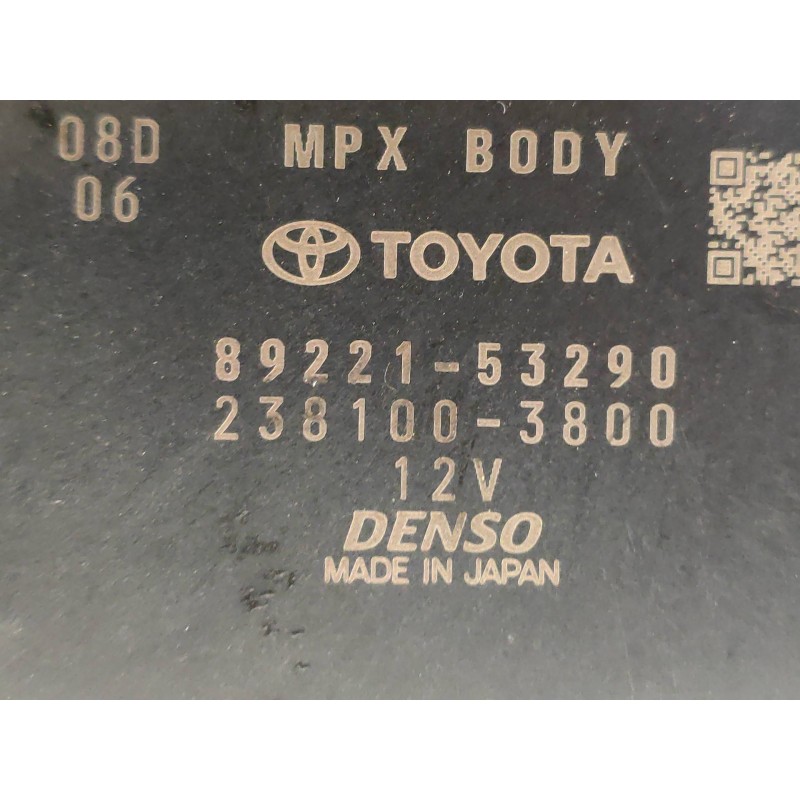 08D MPX BODY
06
TOYOTA
89221-53290
238100-3800
12V
DENSO
MADE IN JAPAN